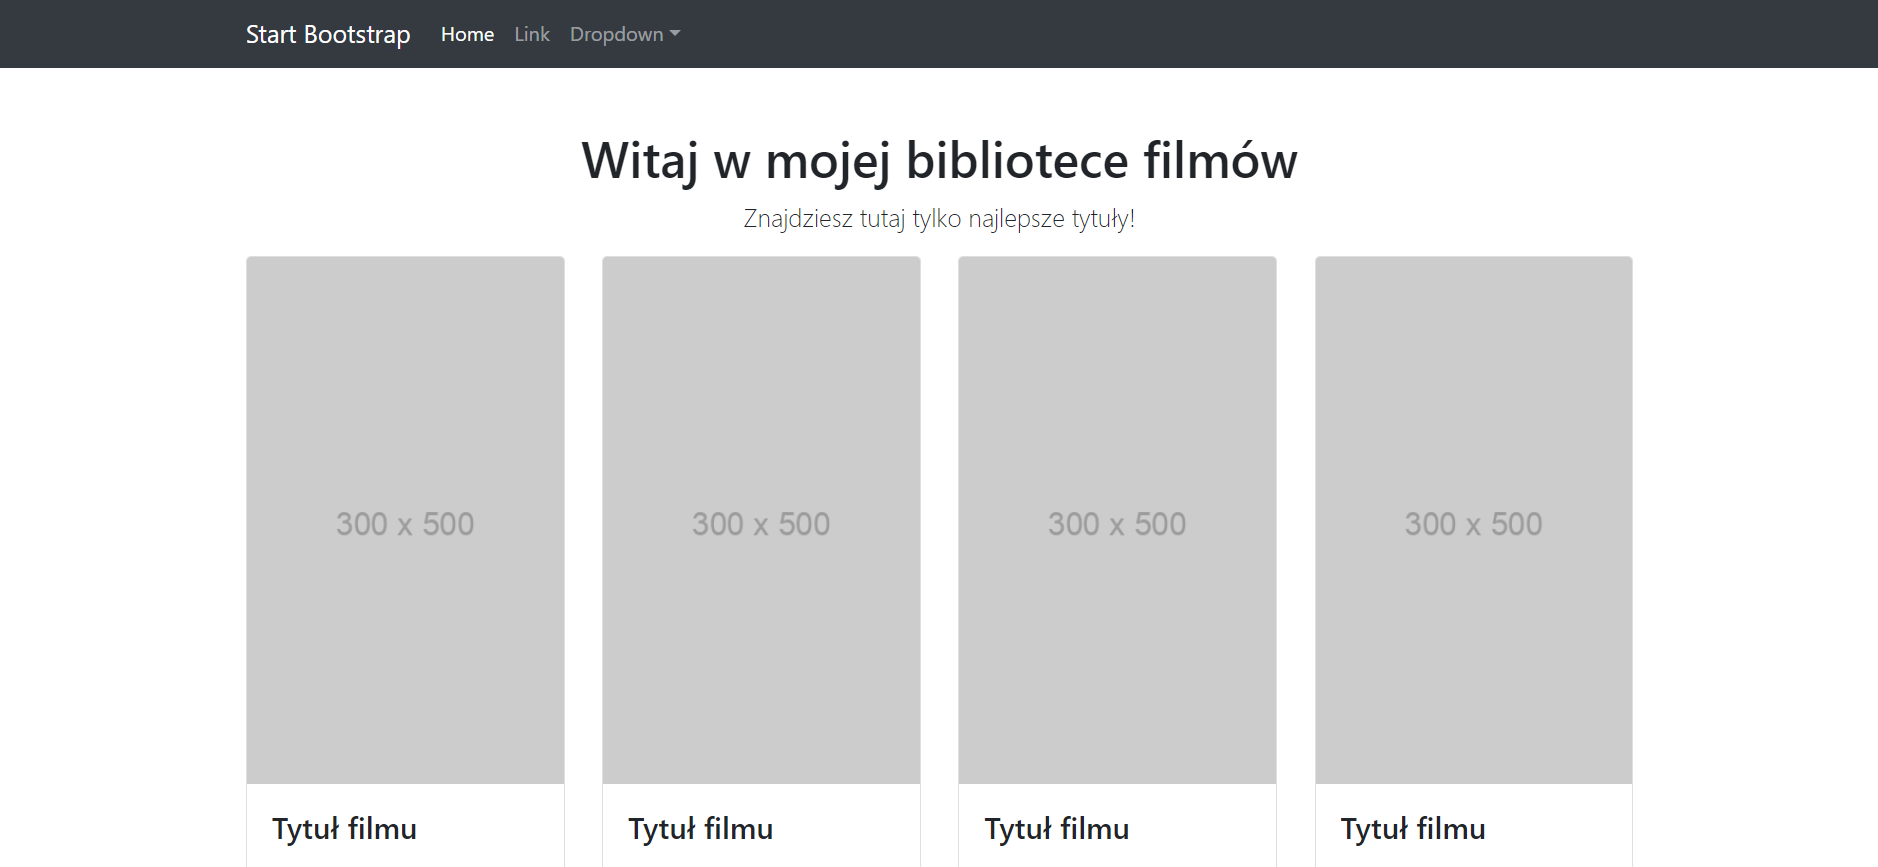 Start Bootstrap Home Link Dropdown
Witaj w mojej bibliotece filmów
Znajdziesz tutaj tylko najlepsze tytuły!
300 x 500 300 x 500 300 x 500 300 x 500
Tytuł filmu Tytuł filmu Tytuł filmu Tytuł filmu